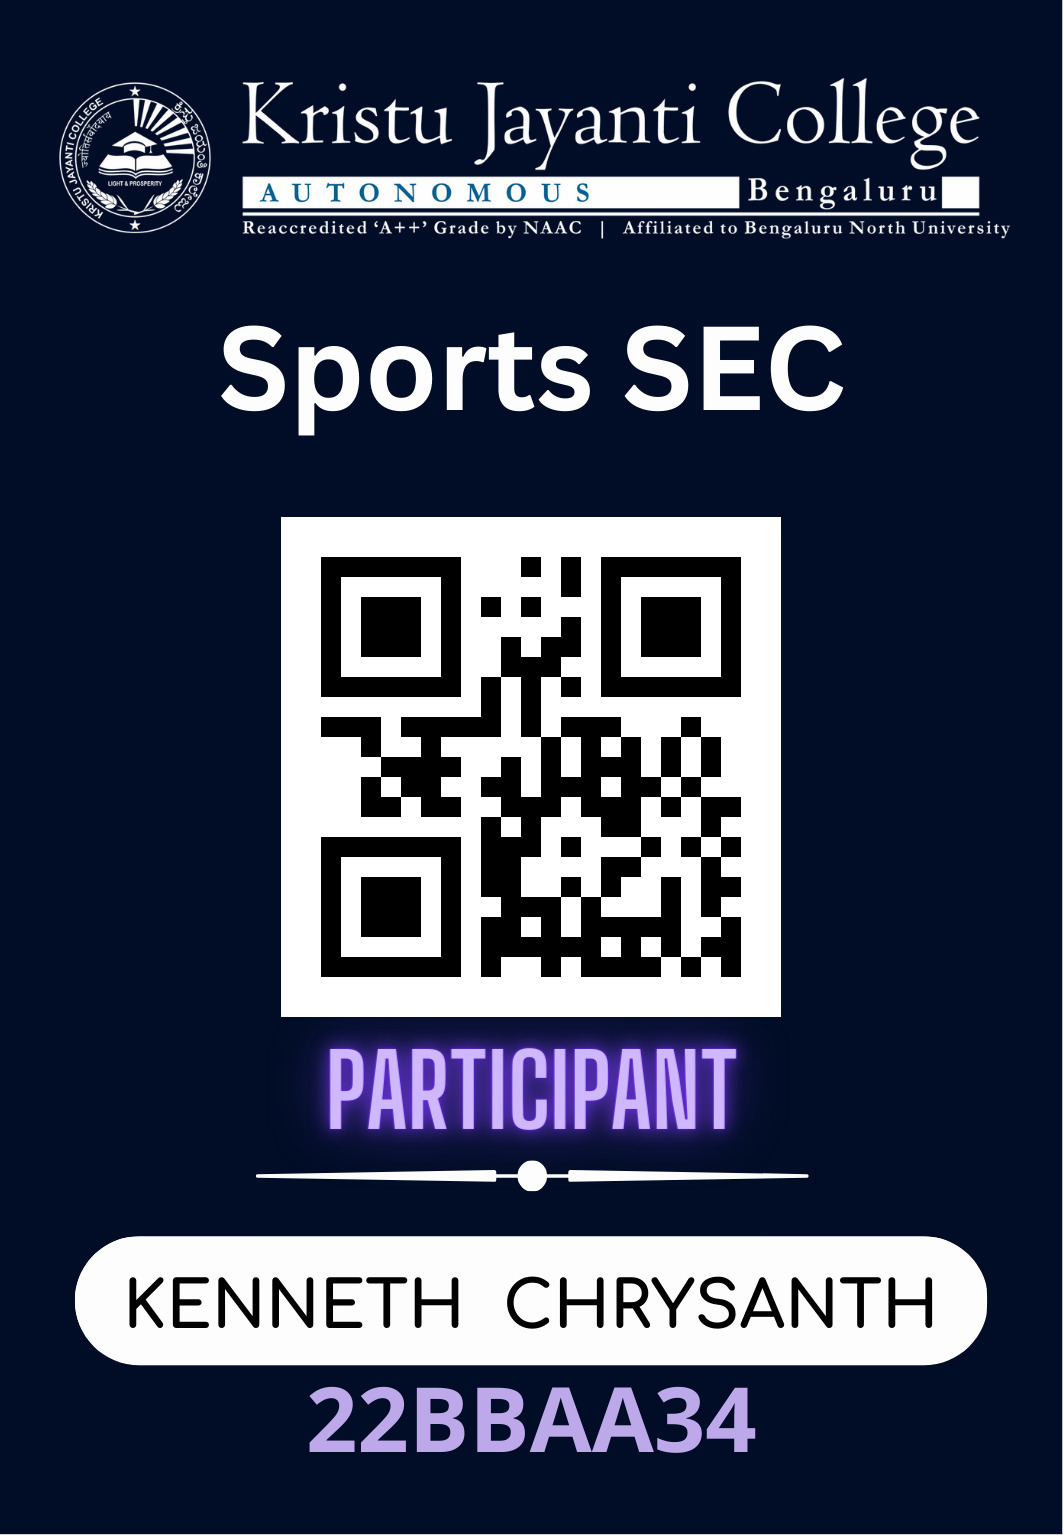 KRISTU JAYANTI COLLEGE
LIGHT & PROSPERITY
Kristu Jayanti College
AUTONOMOUS Bengaluru
Reaccredited ‘A++’ Grade by NAAC | Affiliated to Bengaluru North University
Sports SEC
PARTICIPANT
KENNETH CHRYSANTH
22BBAA34